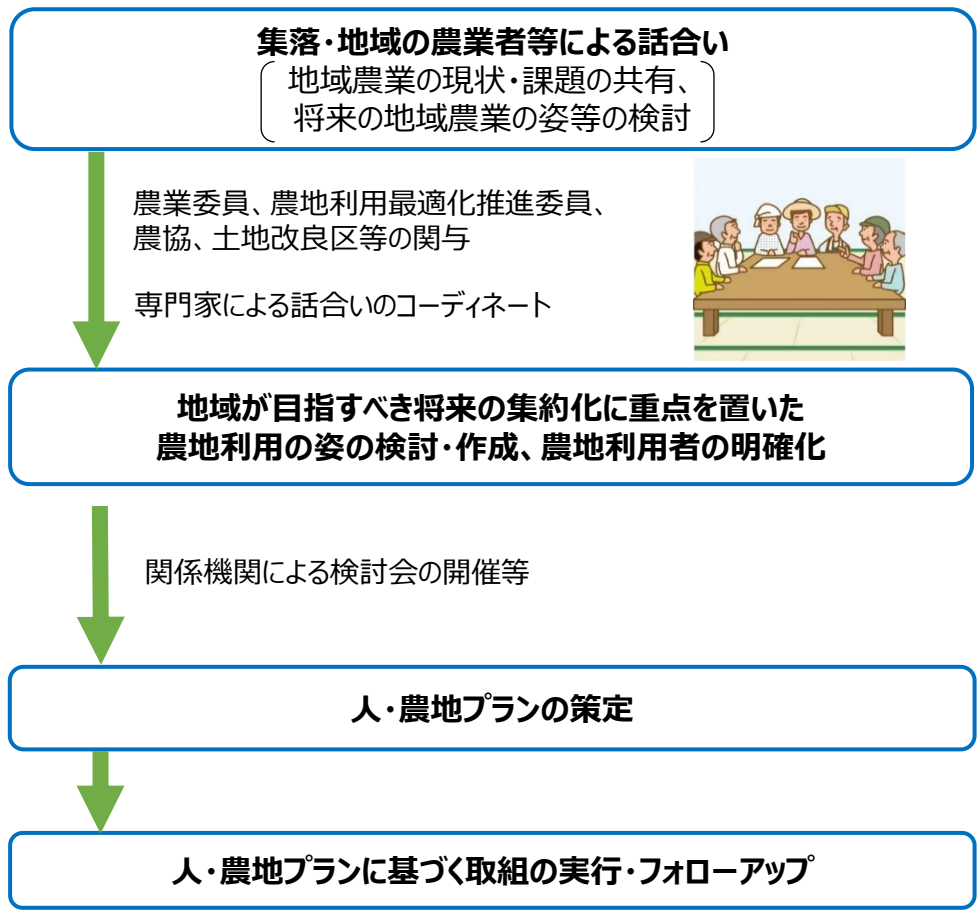 集落・地域の農業者等による話合い
地域農業の現状・課題の共有、
将来の地域農業の姿等の検討
農業委員、農地利用最適化推進委員、
農協、土地改良区等の関与
専門家による話合いのコーディネート
地域が目指すべき将来の集約化に重点を置いた
農地利用の姿の検討・作成、農地利用者の明確化
関係機関による検討会の開催等
人・農地プランの策定
人・農地プランに基づく取組の実行・フォローアップ